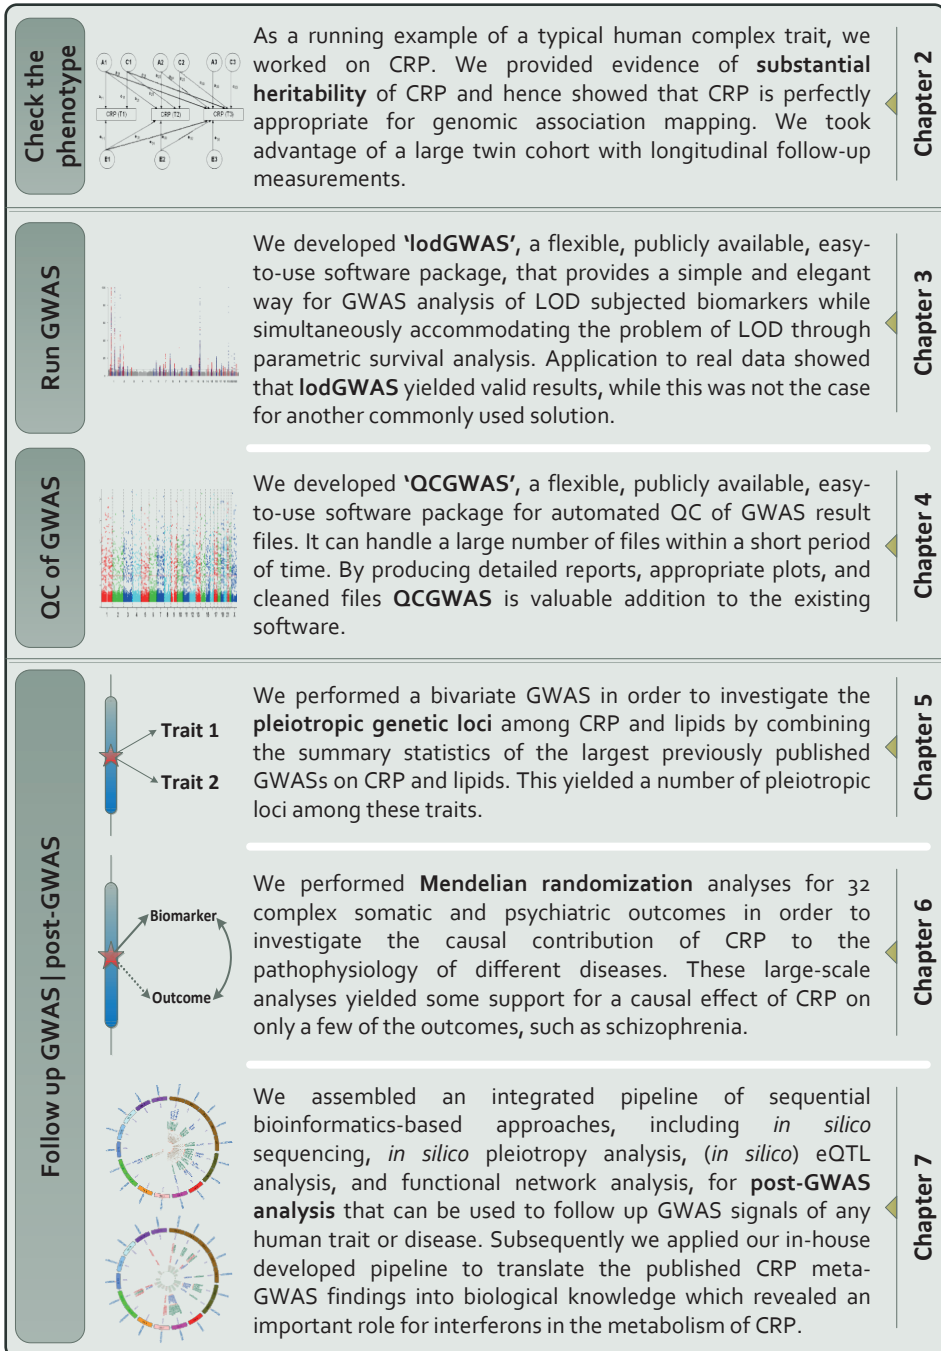 Check the
phenotype
A1 C1 A2 C2 A3 C3
CRP (T1) CRP (T2) CRP (T3)
E1 E2 E3
As a running example of a typical human complex trait, we
worked on CRP. We provided evidence of substantial
heritability of CRP and hence showed that CRP is perfectly
appropriate for genomic association mapping. We took
advantage of a large twin cohort with longitudinal follow-up
measurements.
Chapter 2
Run GWAS
We developed ‘lodGWAS’, a flexible, publicly available, easy-
to-use software package, that provides a simple and elegant
way for GWAS analysis of LOD subjected biomarkers while
simultaneously accommodating the problem of LOD through
parametric survival analysis. Application to real data showed
that lodGWAS yielded valid results, while this was not the case
for another commonly used solution.
Chapter 3
QC of GWAS
We developed ‘QCGWAS’, a flexible, publicly available, easy-
to-use software package for automated QC of GWAS result
files. It can handle a large number of files within a short period
of time. By producing detailed reports, appropriate plots, and
cleaned files QCGWAS is valuable addition to the existing
software.
Chapter 4
Follow up GWAS | post-GWAS
Trait 1
Trait 2
We performed a bivariate GWAS in order to investigate the
pleiotropic genetic loci among CRP and lipids by combining
the summary statistics of the largest previously published
GWASs on CRP and lipids. This yielded a number of pleiotropic
loci among these traits.
Chapter 5
Biomarker
Outcome
We performed Mendelian randomization analyses for 32
complex somatic and psychiatric outcomes in order to
investigate the causal contribution of CRP to the
pathophysiology of different diseases. These large-scale
analyses yielded some support for a causal effect of CRP on
only a few of the outcomes, such as schizophrenia.
Chapter 6
We assembled an integrated pipeline of sequential
bioinformatics-based approaches, including in silico
sequencing, in silico pleiotropy analysis, (in silico) eQTL
analysis, and functional network analysis, for post-GWAS
analysis that can be used to follow up GWAS signals of any
human trait or disease. Subsequently we applied our in-house
developed pipeline to translate the published CRP meta-
GWAS findings into biological knowledge which revealed an
important role for interferons in the metabolism of CRP.
Chapter 7